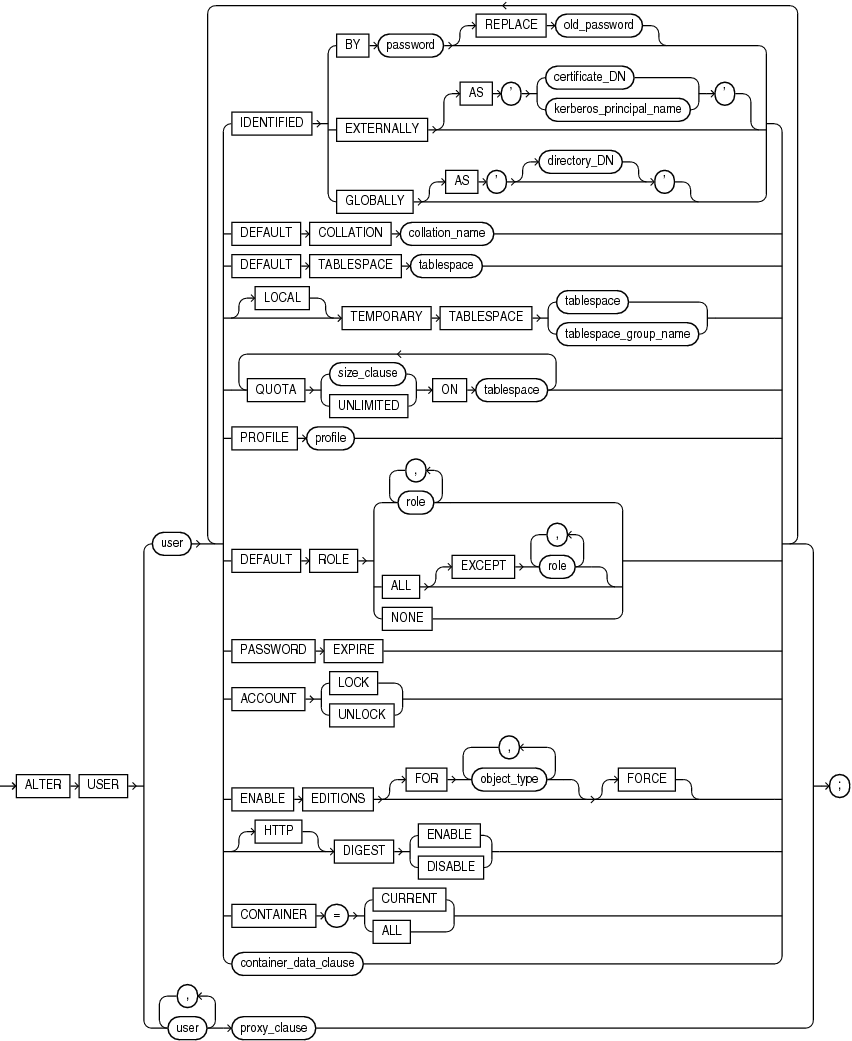 REPLACE old_password
BY password
certificate_DN
AS ' '
kerberos_principal_name
IDENTIFIED EXTERNALLY
directory_DN
AS ' '
GLOBALLY
DEFAULT COLLATION collation_name
DEFAULT TABLESPACE tablespace
LOCAL tablespace
TEMPORARY TABLESPACE
tablespace_group_name
size_clause
QUOTA ON tablespace
UNLIMITED
PROFILE profile
,
role
,
user DEFAULT ROLE EXCEPT role
ALL
NONE
PASSWORD EXPIRE
LOCK
ACCOUNT
UNLOCK
,
ALTER USER FOR object_type FORCE ;
ENABLE EDITIONS
HTTP ENABLE
DIGEST
DISABLE
CURRENT
CONTAINER =
ALL
container_data_clause
,
user proxy_clause